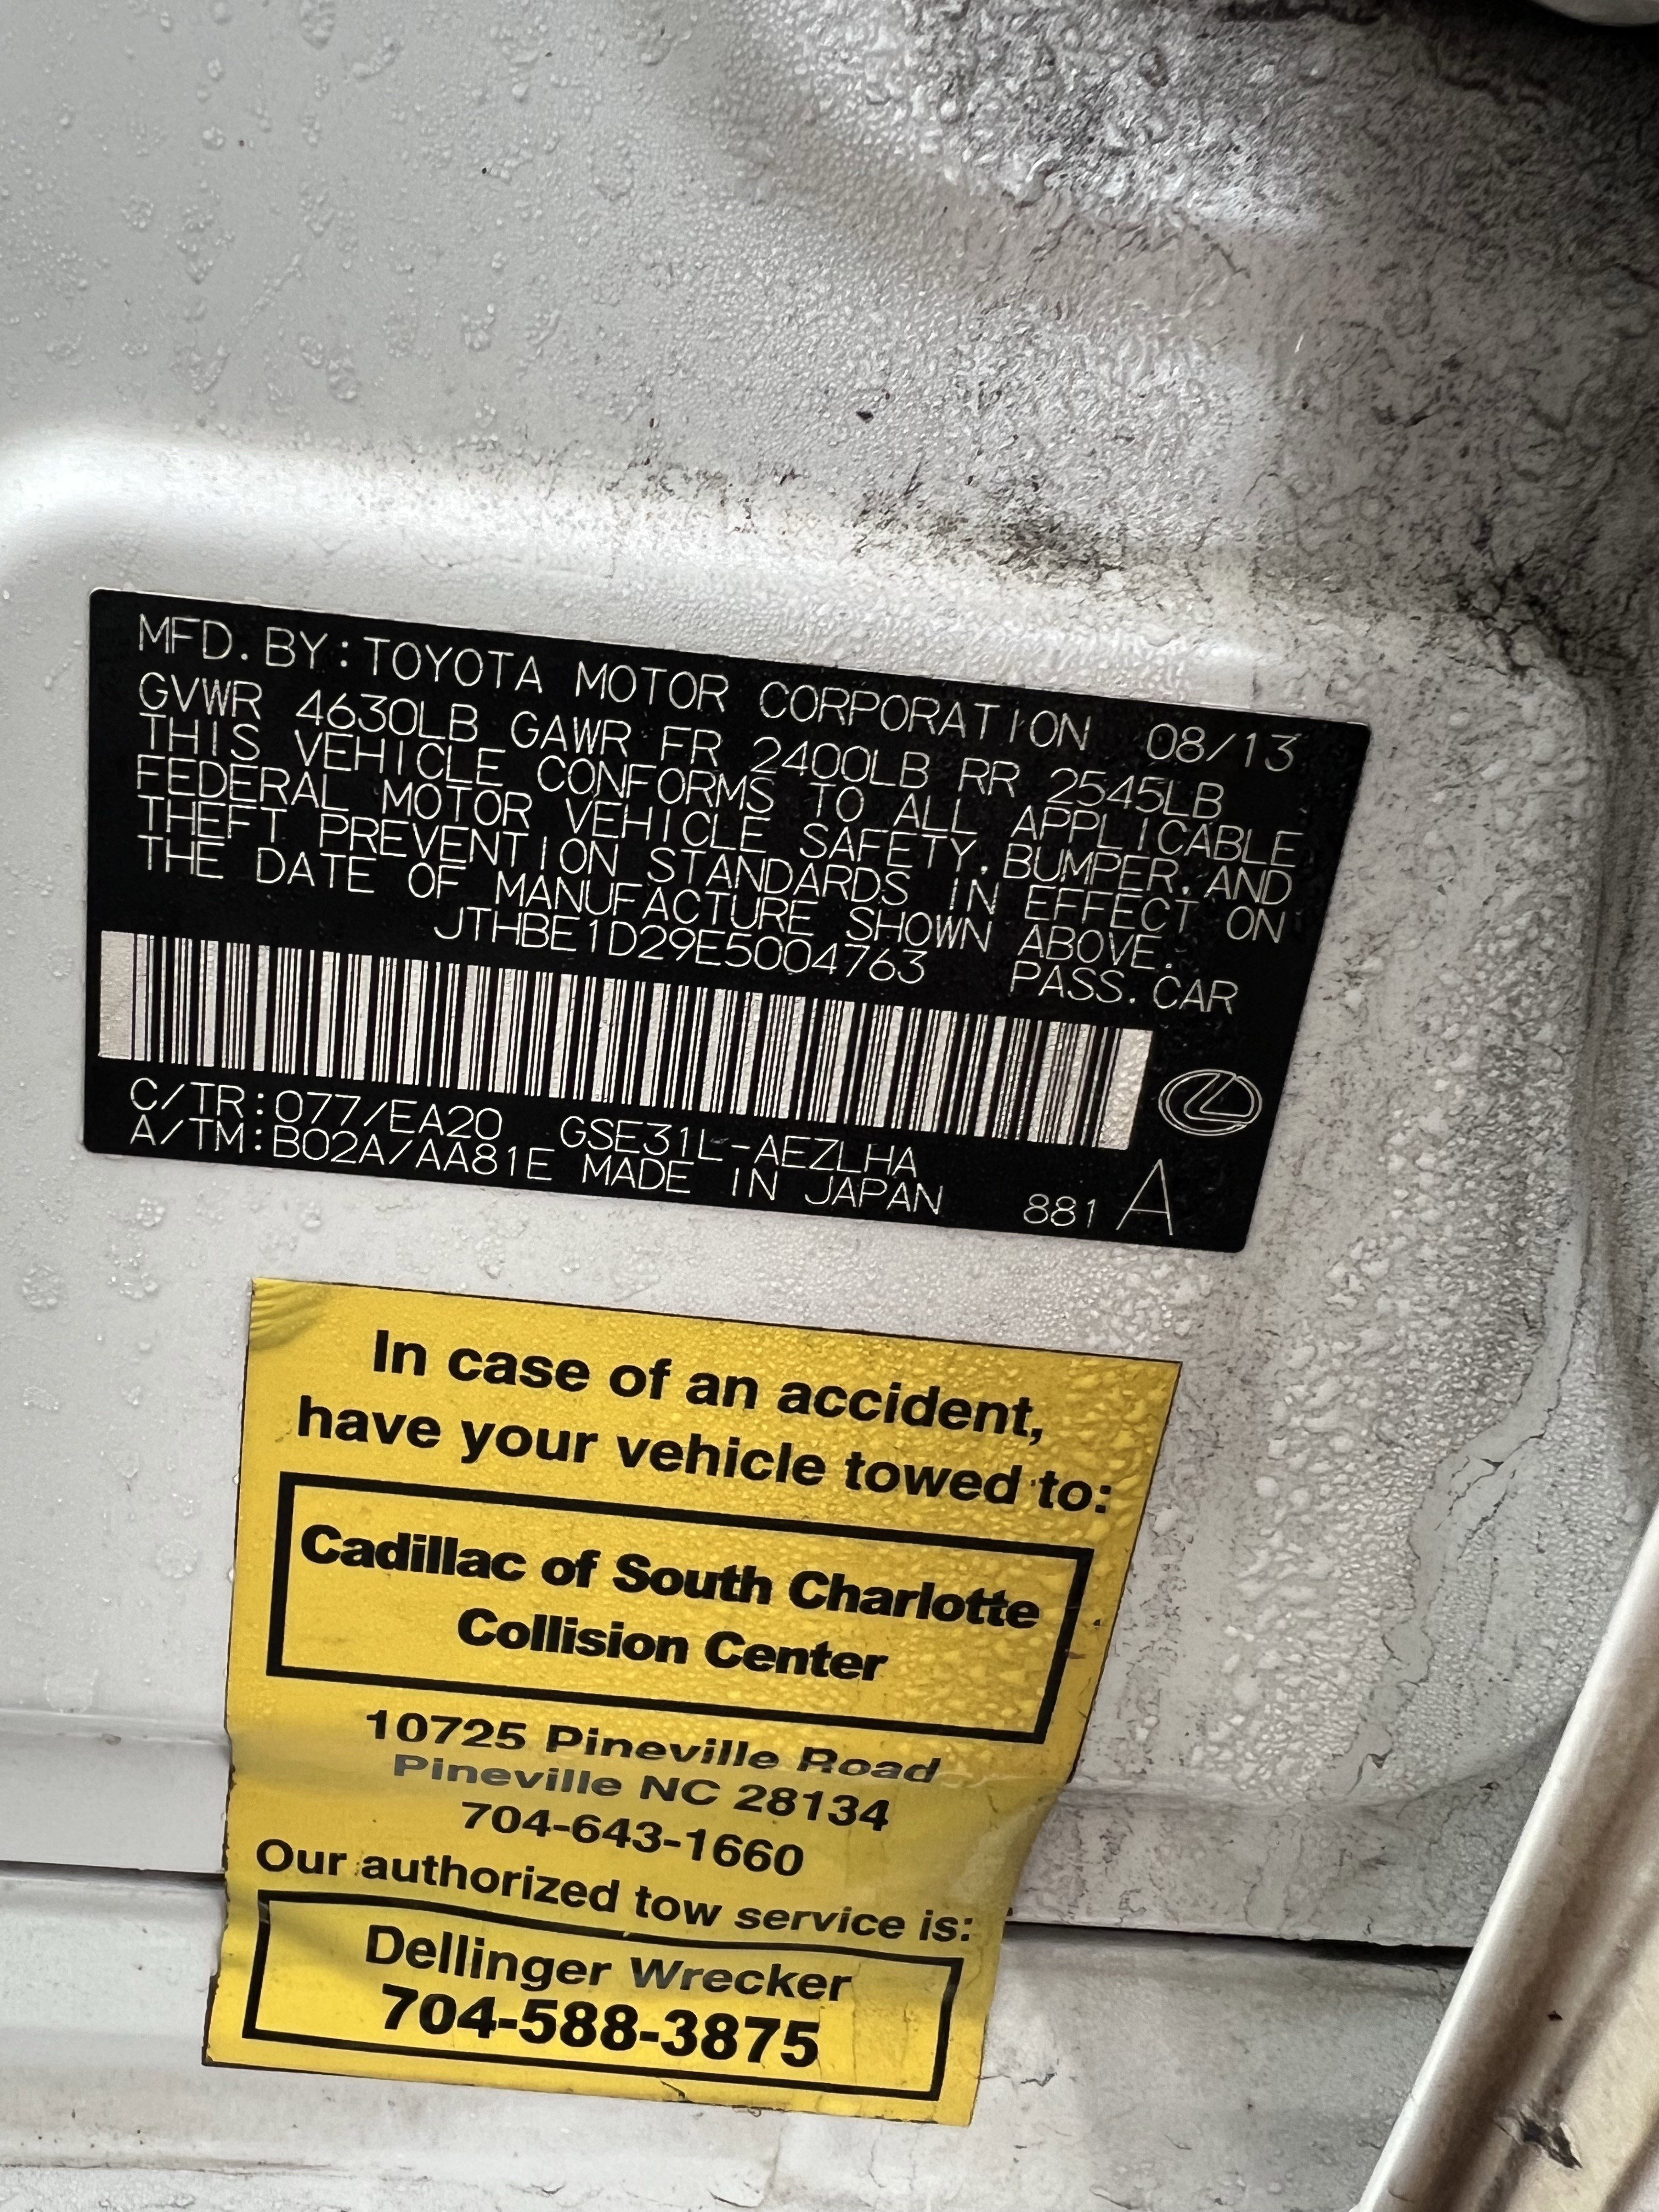 MFD. BY: TOYOTA MOTOR CORPORATION 08/13
GVWR 4630LB GAWR FR 2400LB RR 2545LB
THIS VEHICLE CONFORMS TO ALL APPLICABLE
FEDERAL MOTOR VEHICLE SAFETY, BUMPER, AND
THEFT PREVENTION STANDARDS IN EFFECT ON
THE DATE OF MANUFACTURE SHOWN ABOVE.
JTHBE1D29E5004763 PASS. CAR
C/TR: 077/EA20 GSE31L-AEZLHA
A/TM: B02A/AA81E MADE IN JAPAN 881 A
In case of an accident,
have your vehicle towed to:
Cadillac of South Charlotte
Collision Center
10725 Pineville Road
Pineville NC 28134
704-643-1660
Our authorized tow service is:
Dellinger Wrecker
704-588-3875